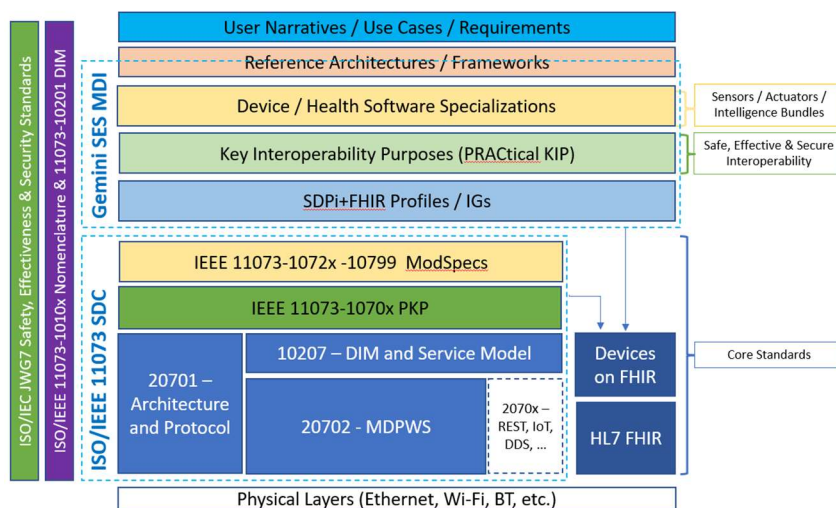 User Narratives / Use Cases / Requirements
Reference Architectures / Frameworks
Device / Health Software Specializations
Key Interoperability Purposes (PRACtical KIP)
SDPi+FHIR Profiles / IGs
Gemini SES MDI
Sensors / Actuators /
Intelligence Bundles
Safe, Effective & Secure
Interoperability
ISO/IEC JWG7 Safety, Effectiveness & Security Standards
ISO/IEEE 11073-1010x Nomenclature & 11073-10201 DIM
ISO/IEEE 11073 SDC
IEEE 11073-1072x -10799 ModSpecs
IEEE 11073-1070x PKP
20701 –
Architecture
and Protocol
10207 – DIM and Service Model
20702 - MDPWS
2070x –
REST, IoT,
DDS, ...
Devices
on FHIR
HL7 FHIR
Core Standards
Physical Layers (Ethernet, Wi-Fi, BT, etc.)